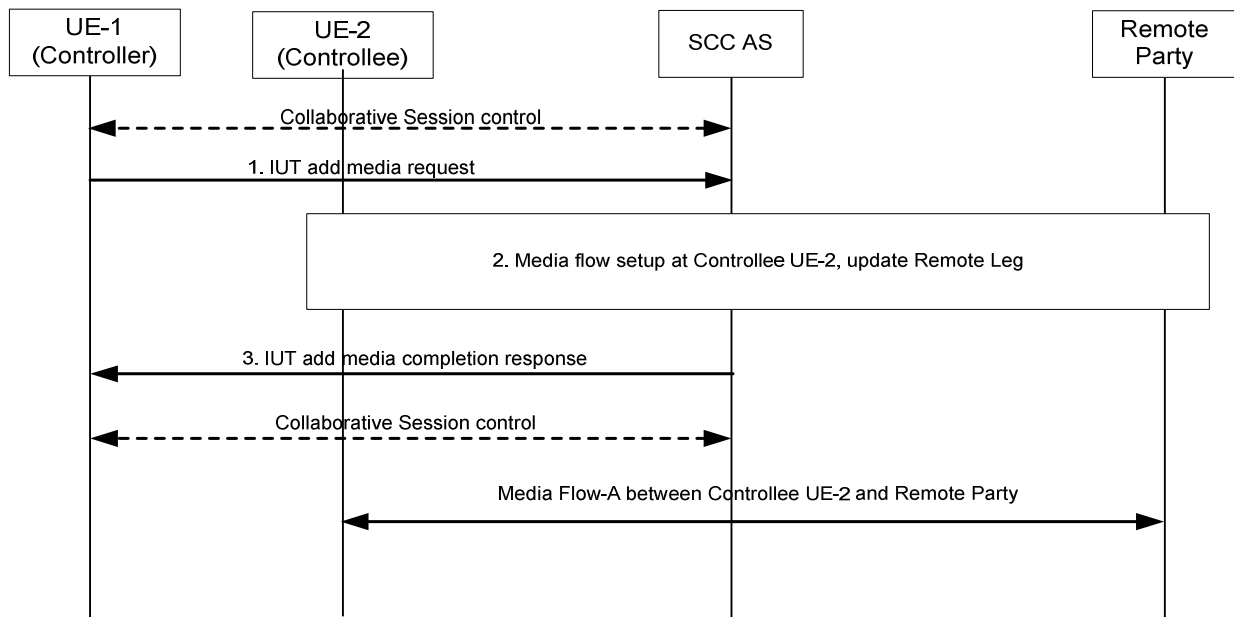 UE-1
(Controller)
UE-2
(Controllee)
SCC AS
Remote
Party
Collaborative Session control
1. IUT add media request
2. Media flow setup at Controllee UE-2, update Remote Leg
3. IUT add media completion response
Collaborative Session control
Media Flow-A between Controllee UE-2 and Remote Party